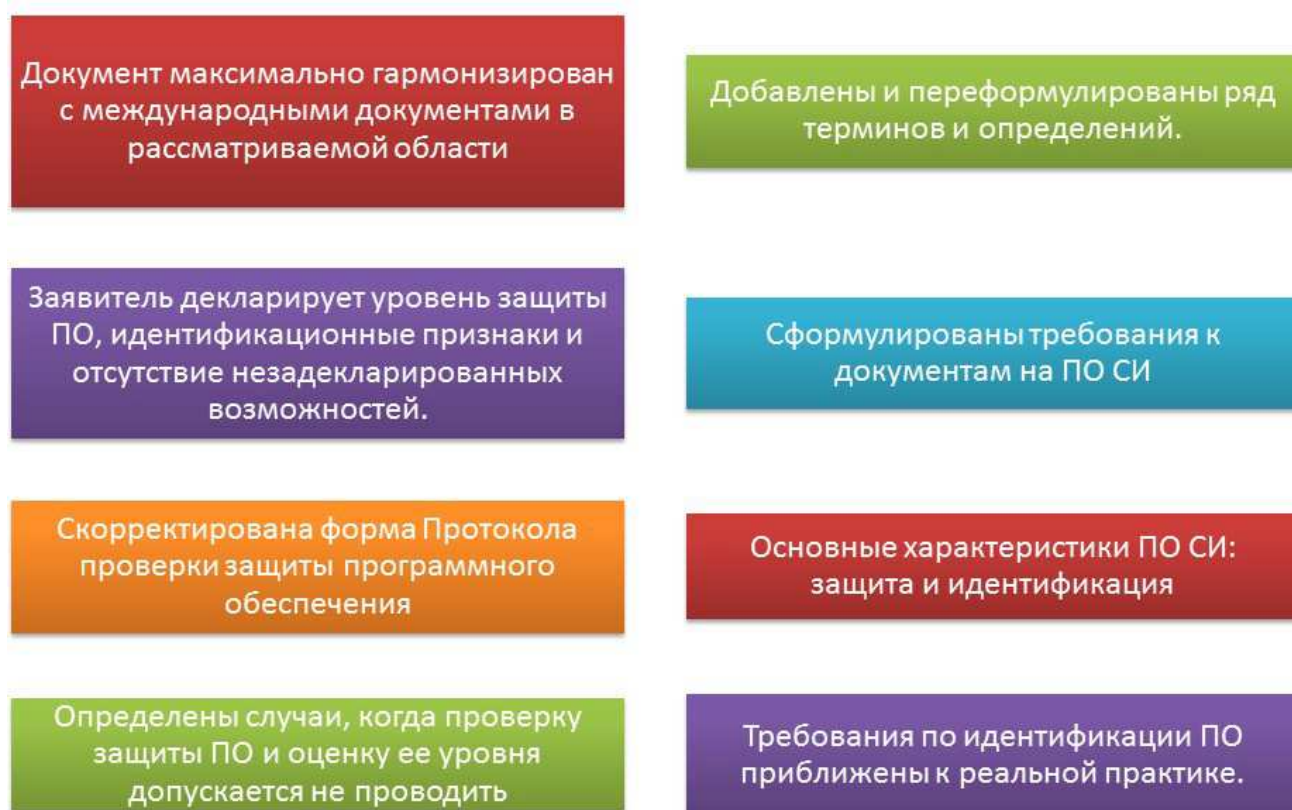 Документ максимально гармонизирован
с международными документами в
рассматриваемой области
Добавлены и переформулированы ряд
терминов и определений.
Заявитель декларирует уровень защиты
ПО, идентификационные признаки и
отсутствие незадекларированных
возможностей.
Сформулированы требования к
документам на ПО СИ
Скорректирована форма Протокола
проверки защиты программного
обеспечения
Основные характеристики ПО СИ:
защита и идентификация
Определены случаи, когда проверку
защиты ПО и оценку ее уровня
допускается не проводить
Требования по идентификации ПО
приближены к реальной практике.